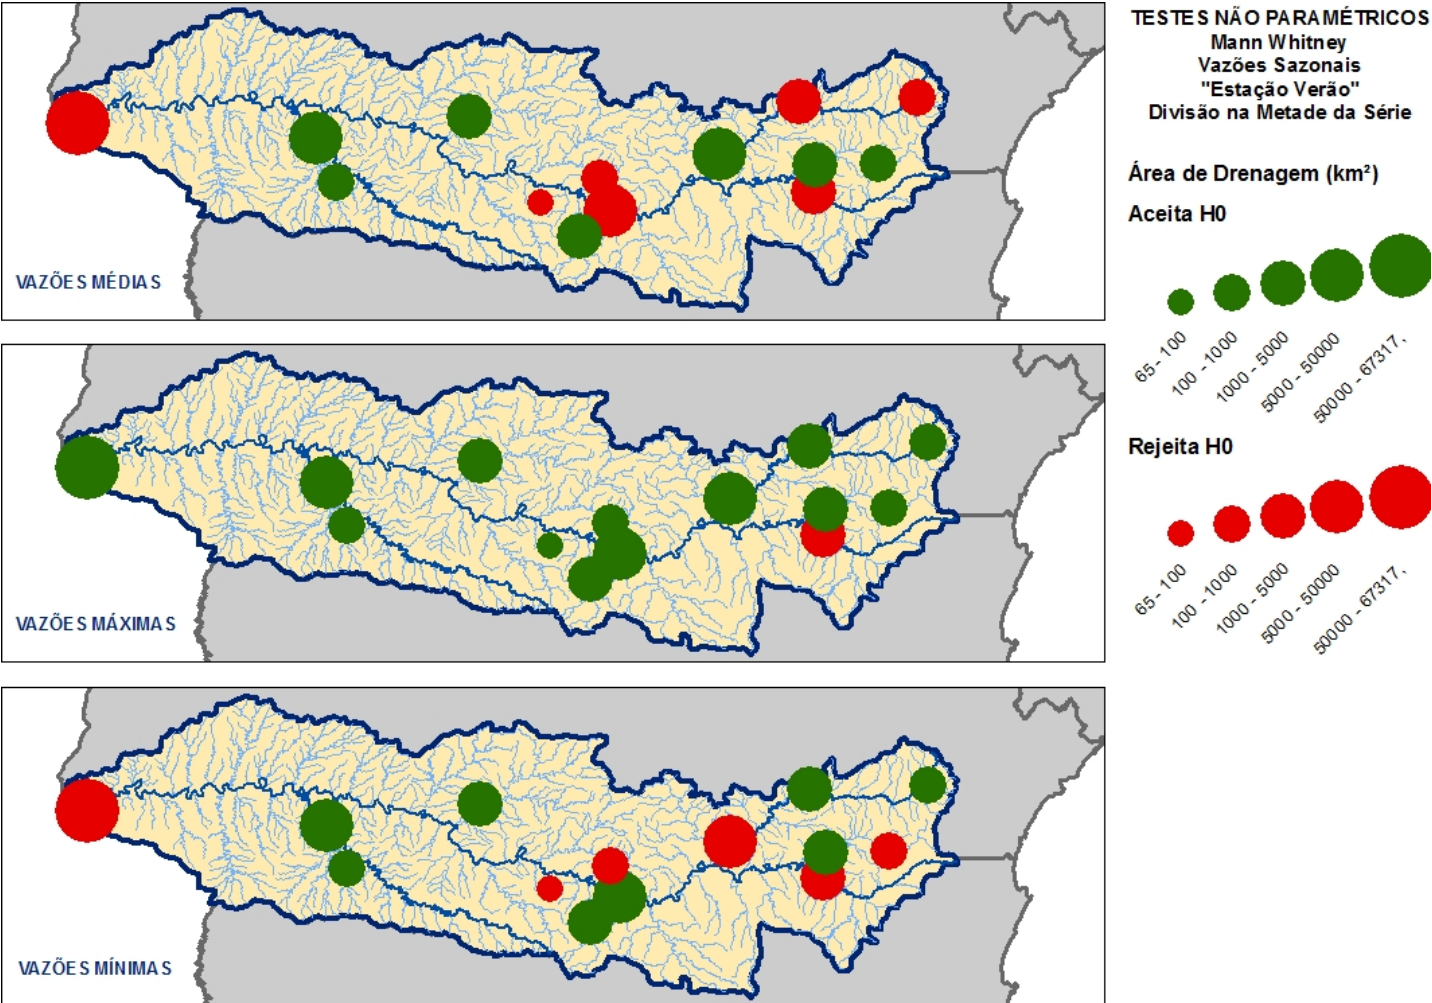 TESTES NÃO PARAMÉTRICOS
Mann Whitney
Vazões Sazonais
"Estação Verão"
Divisão na Metade da Série
Área de Drenagem (km²)
Aceita H0
65 - 100
100 - 1000
1000 - 5000
5000 - 50000
50000 - 67317,
Rejeita H0
65 - 100
100 - 1000
1000 - 5000
5000 - 50000
50000 - 67317,
VAZÕES MÉDIAS
VAZÕES MÁXIMAS
VAZÕES MÍNIMAS